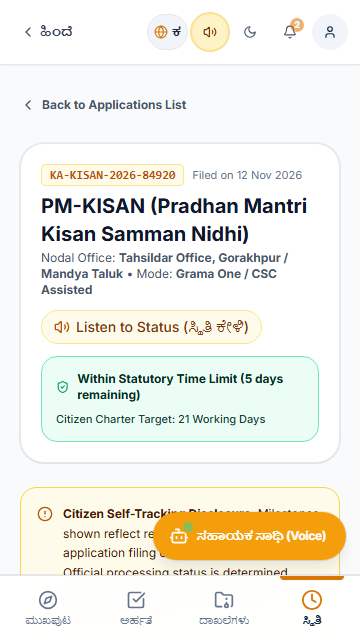 ಹಿಂದೆ
ಕ
2
Back to Applications List
KA-KISAN-2026-84920 Filed on 12 Nov 2026
PM-KISAN (Pradhan Mantri
Kisan Samman Nidhi)
Nodal Office: Tahsildar Office, Gorakhpur /
Mandya Taluk • Mode: Grama One / CSC
Assisted
Listen to Status (ಸ್ಥಿತಿ ಕೇಳಿ)
Within Statutory Time Limit (5 days
remaining)
Citizen Charter Target: 21 Working Days
Citizen Self-Tracking
shown reflect
application filing
Official processing status is determined
ಸಹಾಯಕ ಸಾಥಿ (Voice)
ಮುಖಪುಟ
ಅರ್ಹತೆ
ದಾಖಲೆಗಳು
ಸ್ಥಿತಿ